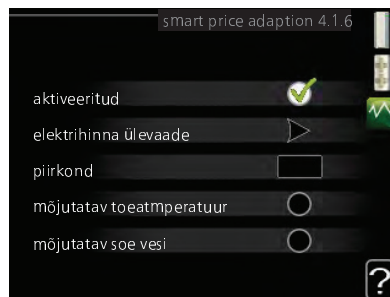 smart price adaption 4.1.6
aktiveeritud
elektrihinna ülevaade
piirkond
mõjutatav toeatmperatuur
mõjutatav soe vesi
?